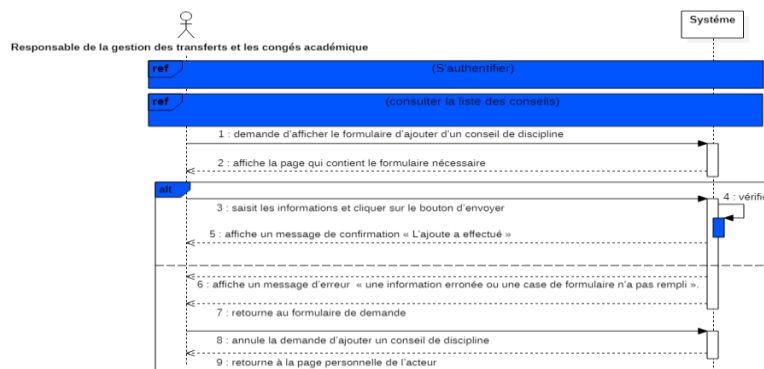 Systéme
Responsable de la gestion des transferts et les congés académique
ref
(S'authentifier)
ref
(consulter la liste des conseils)
1 : demande d'afficher le formulaire d'ajouter d'un conseil de discipline
2 : affiche la page qui contient le formulaire nécessaire
alt
4 : vérifie
3 : saisit les informations et cliquer sur le bouton d'envoyer
5 : affiche un message de confirmation « L'ajoute a effectué »
6 : affiche un message d'erreur « une information erronée ou une case de formulaire n'a pas rempli ».
7 : retourne au formulaire de demande
8 : annule la demande d'ajouter un conseil de discipline
9 : retourne à la page personnelle de l'acteur